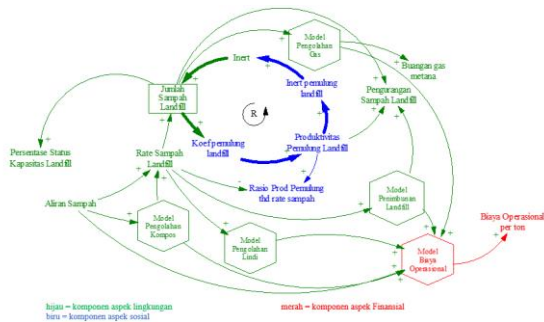 Model
Pengolahan
Gas
Inert
Buangan gas
metana
Jumlah
Sampah
Landfill
Inert pemulung
landfill
Pengurangan
Sampah Landfill
R
Koef pemulung
landfill
Produktivitas
Pemulung Landfill
Persentase Status
Kapasitas Landfill
Rate Sampah
Landfill
Rasio Prod Pemulung
thd rate sampah
Model
Penimbunan
Landfill
Aliran Sampah
Model
Pengolahan
Kompos
Model
Pengolahan
Lindi
Biaya Operasional
per ton
Model
Biaya
Operasional
hijau = komponen aspek lingkungan
merah = komponen aspek Finansial
biru = komponen aspek sosial